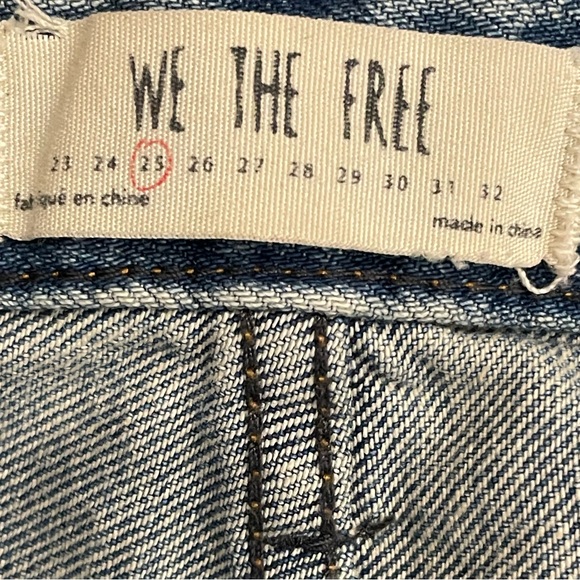 WE THE FREE
23 24 25 26 27 28 29 30 31 32
fabriqué en chine
made in china